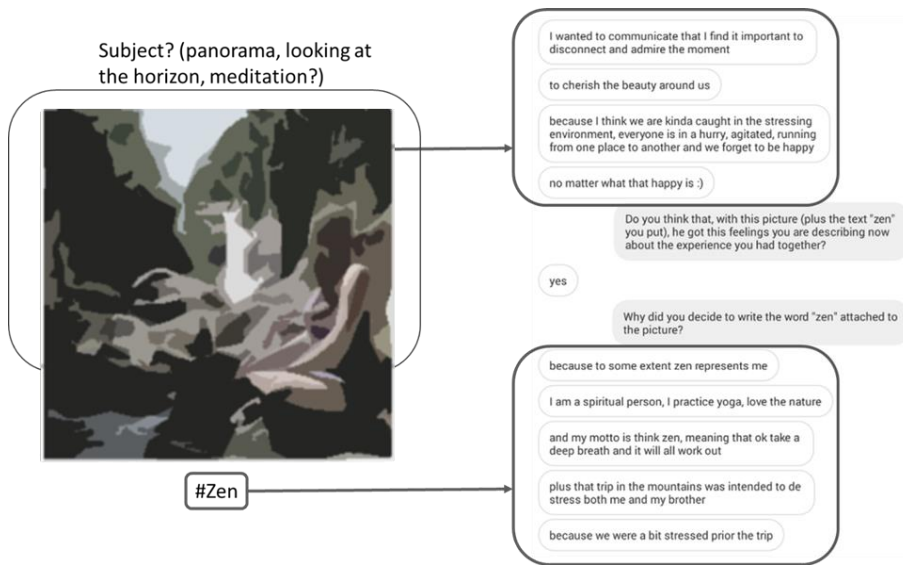 Subject? (panorama, looking at
the horizon, meditation?)
#Zen
I wanted to communicate that I find it important to
disconnect and admire the moment
to cherish the beauty around us
because I think we are kinda caught in the stressing
environment, everyone is in a hurry, agitated, running
from one place to another and we forget to be happy
no matter what that happy is :)
Do you think that, with this picture (plus the text "zen"
you put), he got this feelings you are describing now
about the experience you had together?
yes
Why did you decide to write the word "zen" attached to
the picture?
because to some extent zen represents me
I am a spiritual person, I practice yoga, love the nature
and my motto is think zen, meaning that ok take a
deep breath and it will all work out
plus that trip in the mountains was intended to de
stress both me and my brother
because we were a bit stressed prior the trip